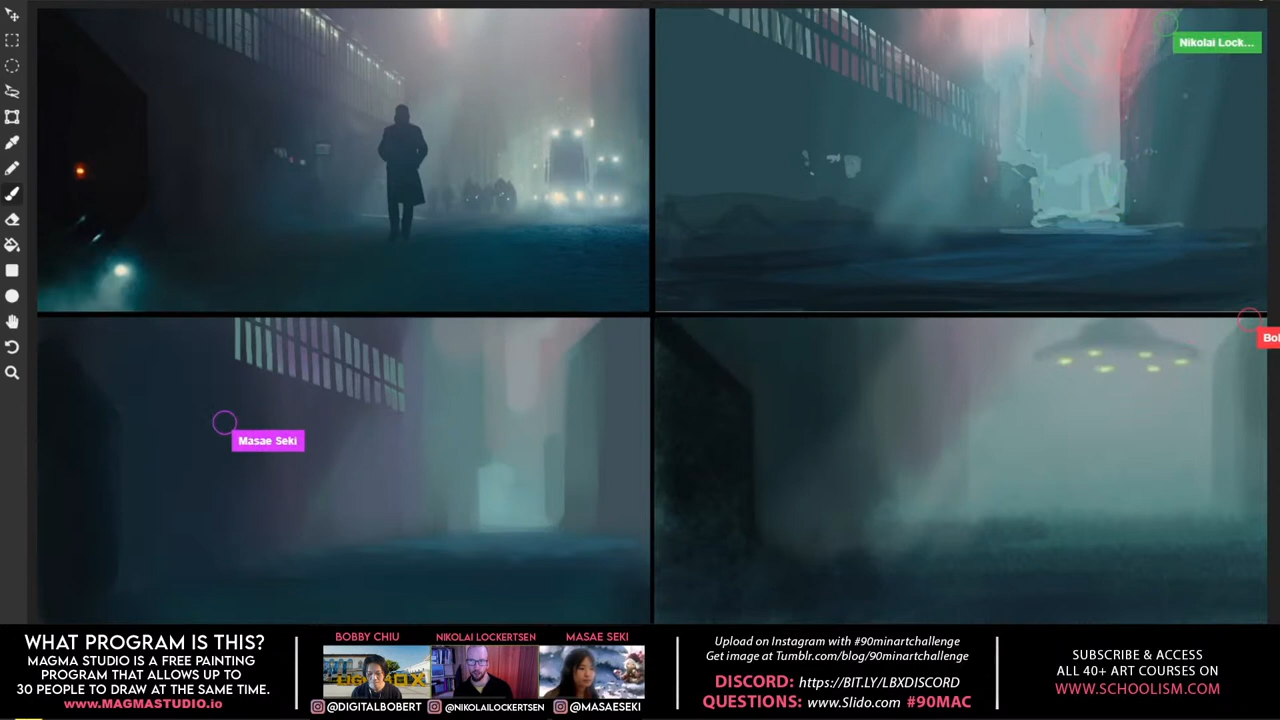 Nikolai Lock...
Bol
Masae Seki
WHAT PROGRAM IS THIS?
MAGMA STUDIO IS A FREE PAINTING
PROGRAM THAT ALLOWS UP TO
30 PEOPLE TO DRAW AT THE SAME TIME.
www.MAGMASTUDIO.io
BOBBY CHIU
NIKOLAI LOCKERTSEN
MASAE SEKI
@DIGITALBOBERT
@NIKOLAILOCKERTSEN
@MASAESEKI
Upload on Instagram with #90minartchallenge
Get image at Tumblr.com/blog/90minartchallenge
DISCORD: https://BIT.LY/LBXDISCORD
QUESTIONS: www.Slido.com #90MAC
SUBSCRIBE & ACCESS
ALL 40+ ART COURSES ON
WWW.SCHOOLISM.COM